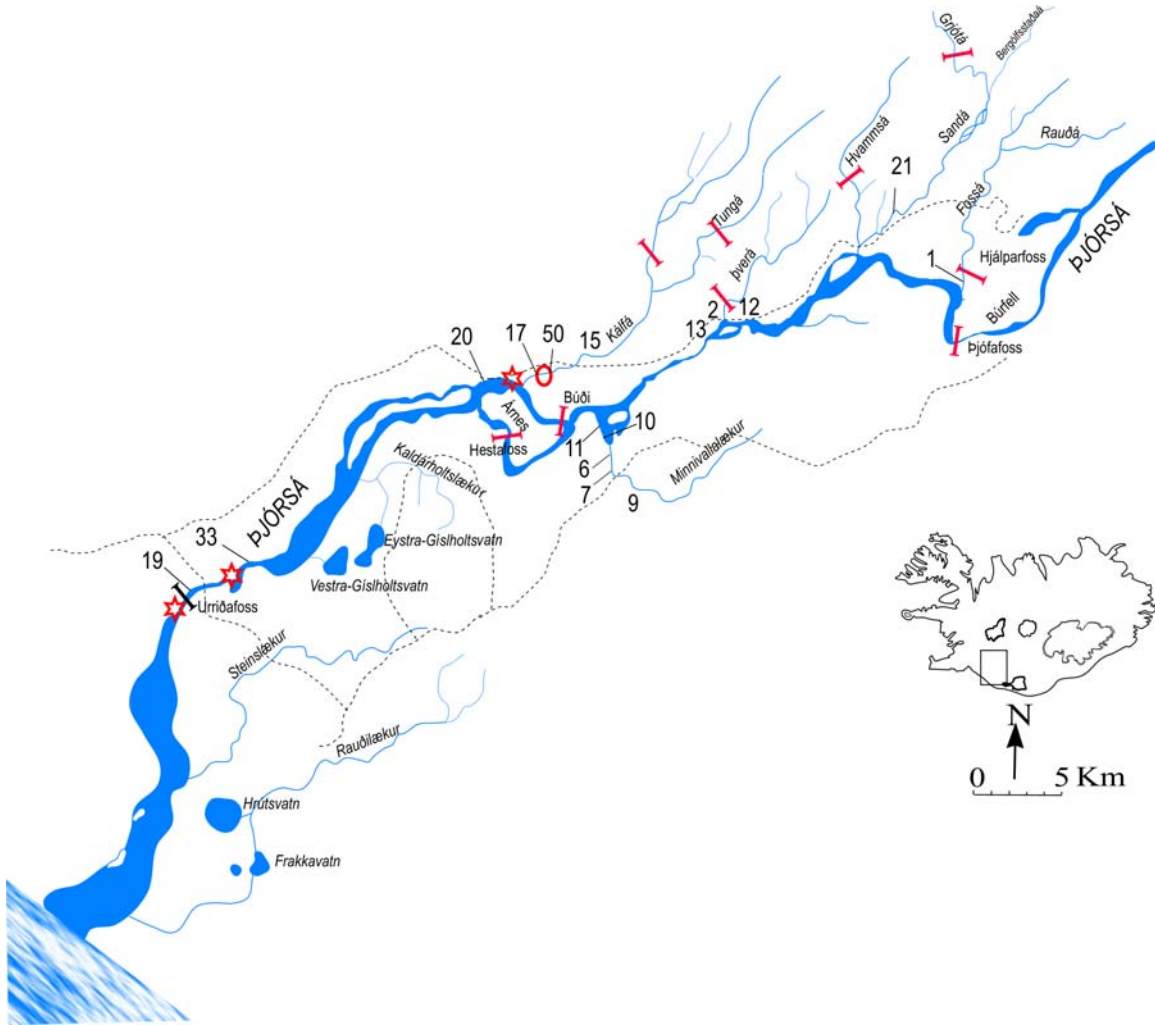 Grjótá
Bergólfsstaðaá
Sandá
Rauðá
Hvammsá
21
Fossá
Tungá
ÞJÓRSÁ
Hjálparfoss
1
þverá
Búrfell
2
12
13
Þjófafoss
Kálfá
15
50
17
20
Búði
Árnes
Hestafoss
10
11
6
7
9
Minnivallalækur
Kaldárholtslækur
ÞJÓRSÁ
33
Eystra-Gíslholtsvatn
Vestra-Gíslholtsvatn
19
Urriðafoss
Steinslækur
Rauðilækur
Hrútsvatn
Frakkavatn
N
0 5 Km